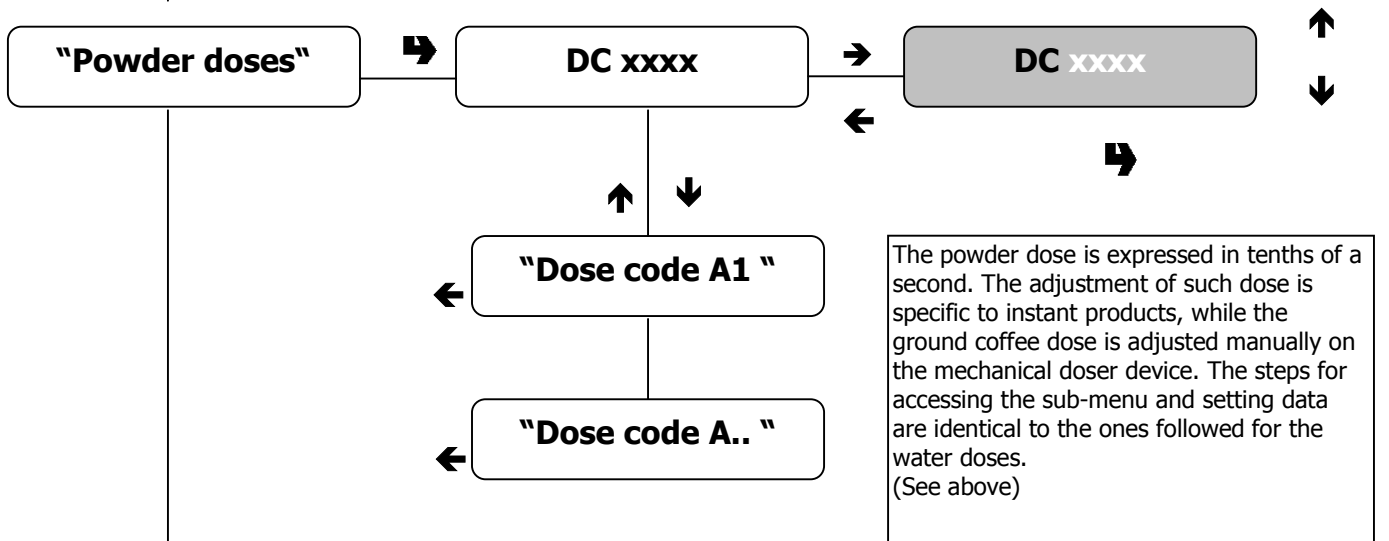 “Powder doses“
DC xxxx
DC xxxx
“Dose code A1 “
“Dose code A.. “
The powder dose is expressed in tenths of a
second. The adjustment of such dose is
specific to instant products, while the
ground coffee dose is adjusted manually on
the mechanical doser device. The steps for
accessing the sub-menu and setting data
are identical to the ones followed for the
water doses.
(See above)